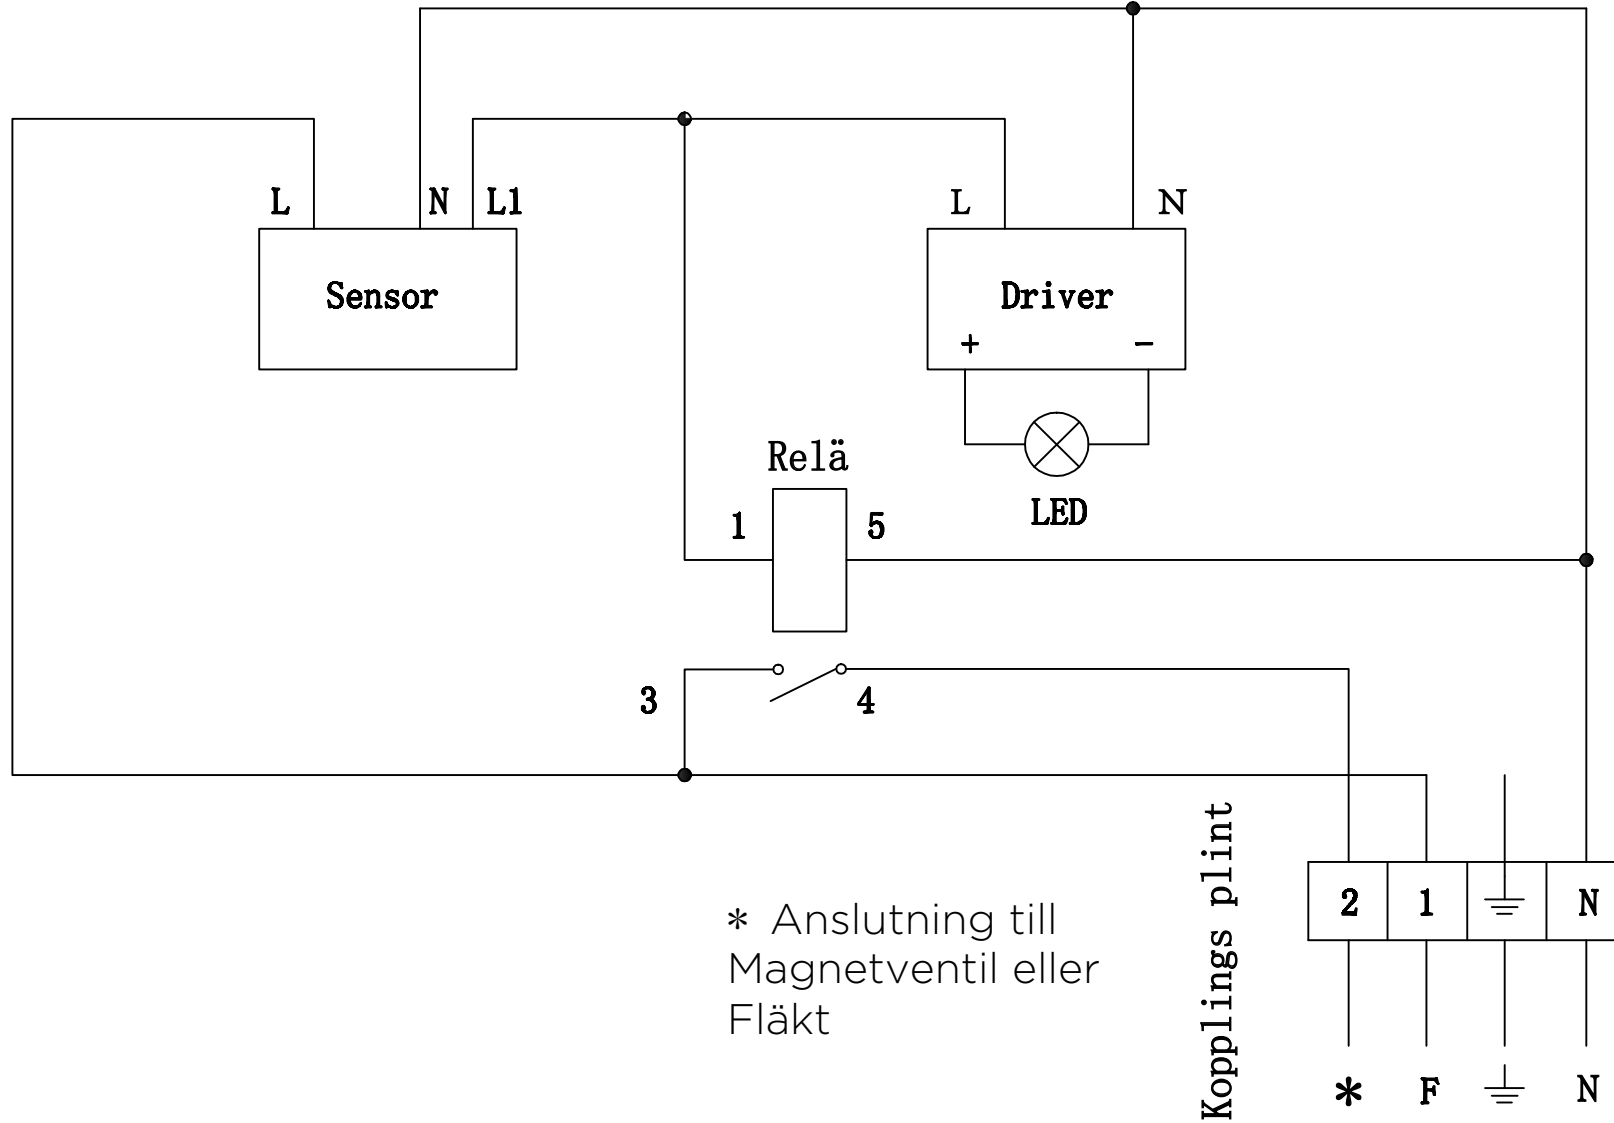 L N L1 L N
Sensor
Driver
+ -
Relä
LED
1 5
3 4
Kopplings plint
2 1 N
* Anslutning till
Magnetventil eller
Fläkt
* F N